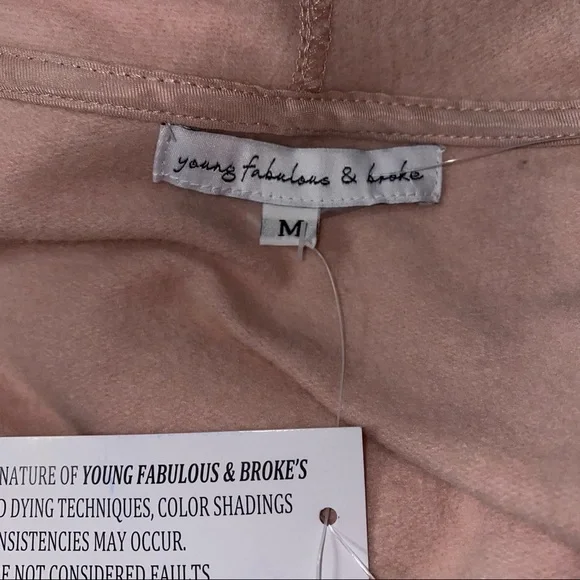 young fabulous & broke
M
NATURE OF YOUNG FABULOUS & BROKE'S
DYING TECHNIQUES, COLOR SHADINGS
NSISTENCIES MAY OCCUR.
NOT CONSIDERED FAULTS